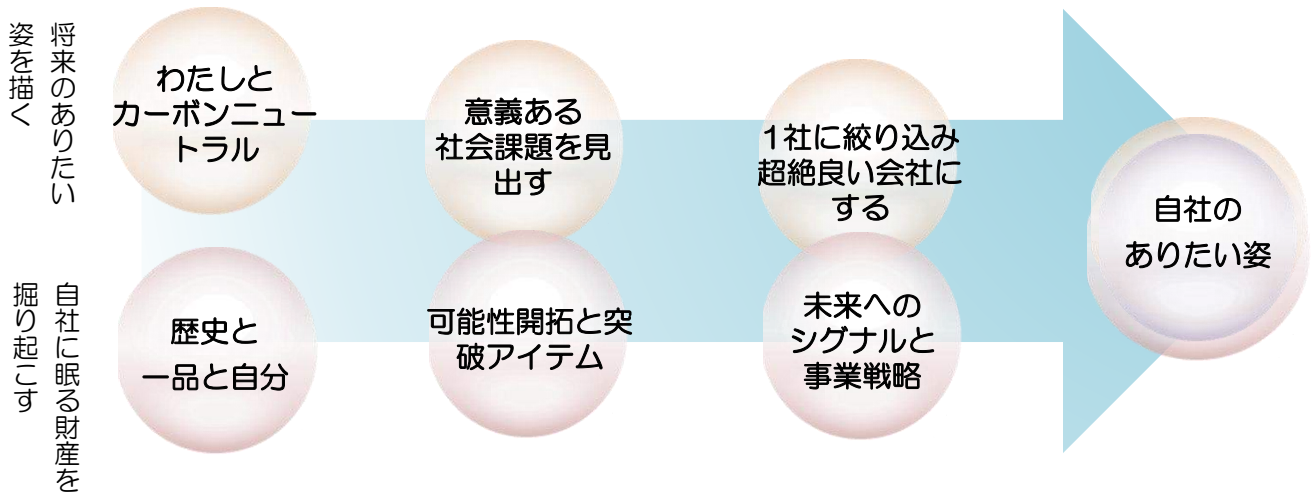 将来のありたい
姿を描く
わたしと
カーボンニュー
トラル
意義ある
社会課題を見
出す
1社に絞り込み
超絶良い会社に
する
自社の
ありたい姿
自社に眠る財産を
掘り起こす
歴史と
一品と自分
可能性開拓と突
破アイテム
未来への
シグナルと
事業戦略